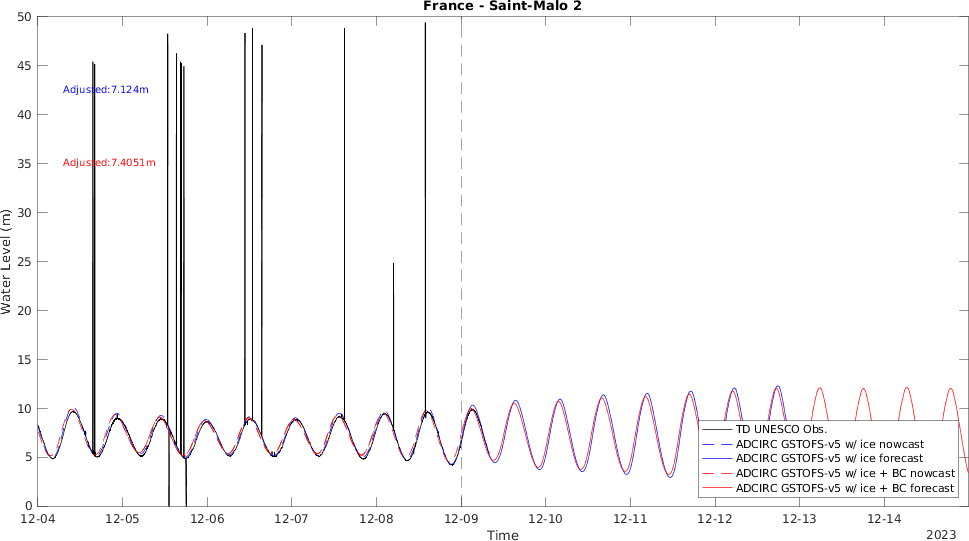 France - Saint-Malo 2
Water Level (m)
50
45
40
35
30
25
20
15
10
5
0
Adjusted:7.124m
Adjusted:7.4051m
TD UNESCO Obs.
ADCIRC GSTOFS-v5 w/ ice nowcast
ADCIRC GSTOFS-v5 w/ ice forecast
ADCIRC GSTOFS-v5 w/ ice + BC nowcast
ADCIRC GSTOFS-v5 w/ ice + BC forecast
12-04 12-05 12-06 12-07 12-08 12-09 12-10 12-11 12-12 12-13 12-14
Time
2023